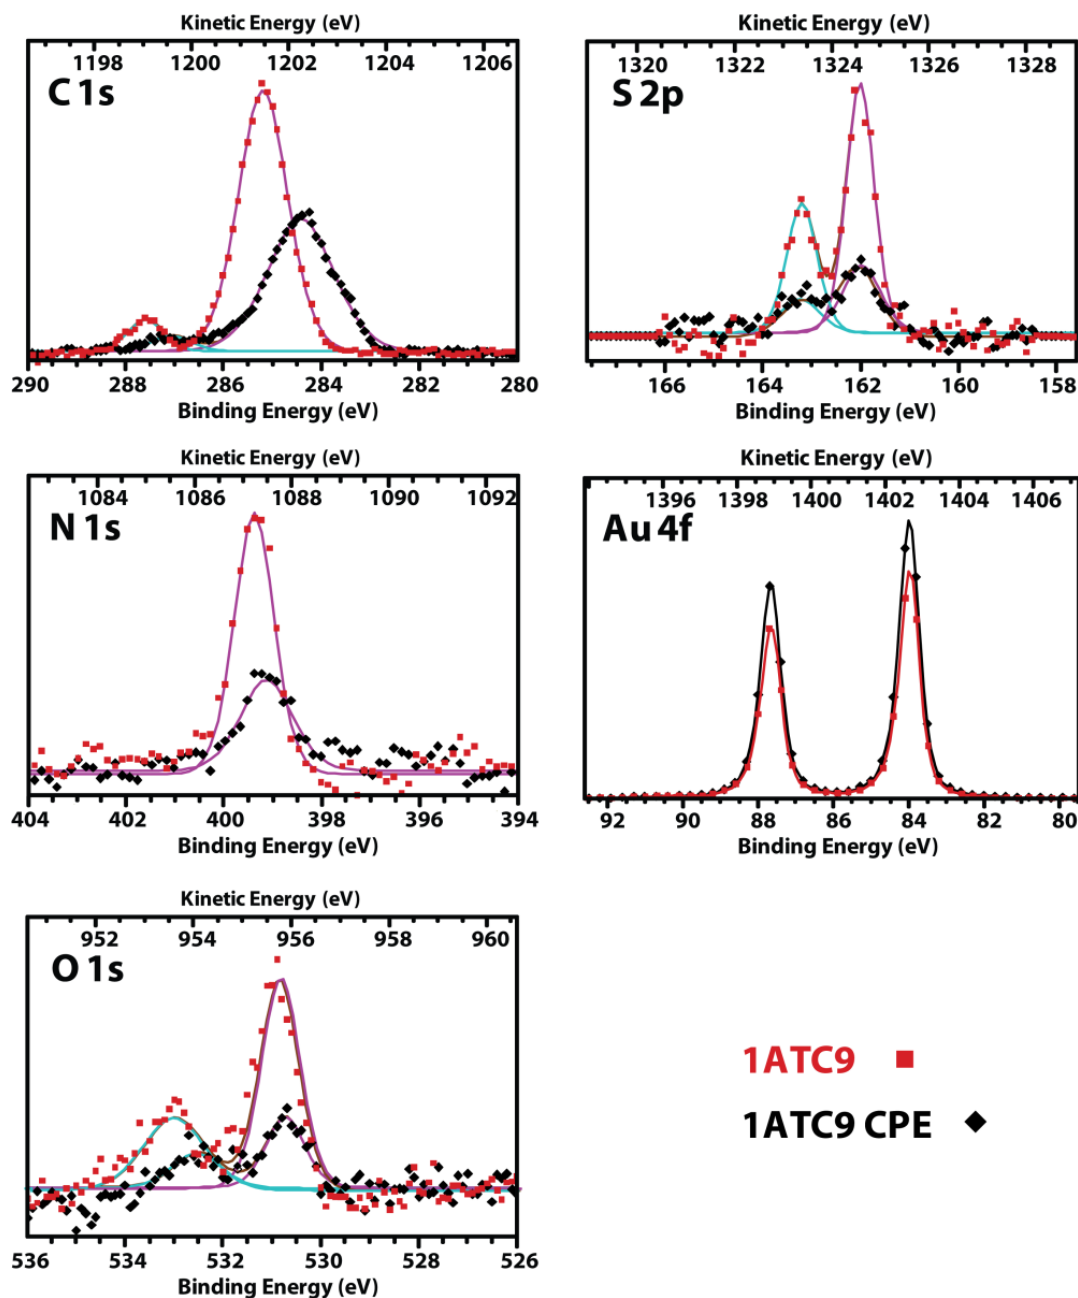 Kinetic Energy (eV)
1198 1200 1202 1204 1206
C 1s
290 288 286 284 282 280
Binding Energy (eV)
Kinetic Energy (eV)
1320 1322 1324 1326 1328
S 2p
166 164 162 160 158
Binding Energy (eV)
Kinetic Energy (eV)
1084 1086 1088 1090 1092
N 1s
404 402 400 398 396 394
Binding Energy (eV)
Kinetic Energy (eV)
1396 1398 1400 1402 1404 1406
Au 4f
92 90 88 86 84 82 80
Binding Energy (eV)
Kinetic Energy (eV)
952 954 956 958 960
O 1s
536 534 532 530 528 526
Binding Energy (eV)
1ATC9
1ATC9 CPE